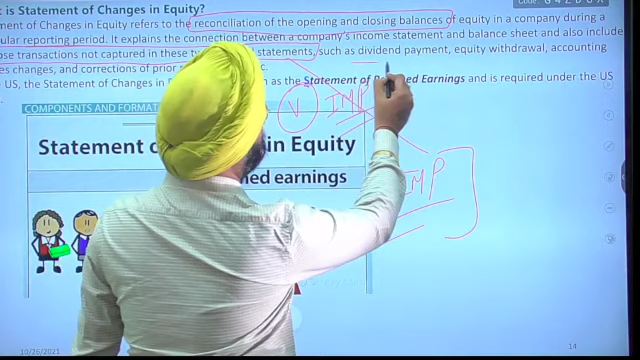 t is Statement of Changes in Equity?
Code: G 4 2 D U X
ment of Changes in Equity refers to the reconciliation of the opening and closing balances of equity in a company during a
ular reporting period. It explains the connection between a company's income statement and balance sheet and also include
ose transactions not captured in these statements, such as dividend payment, equity withdrawal, accounting
es changes, and corrections of prior
US, the Statement of Changes in as the Statement of Earnings and is required under the US
V IMP
COMPONENTS AND FORMAT
Statement in Equity
ned earnings
IMP
10/26/2021
14